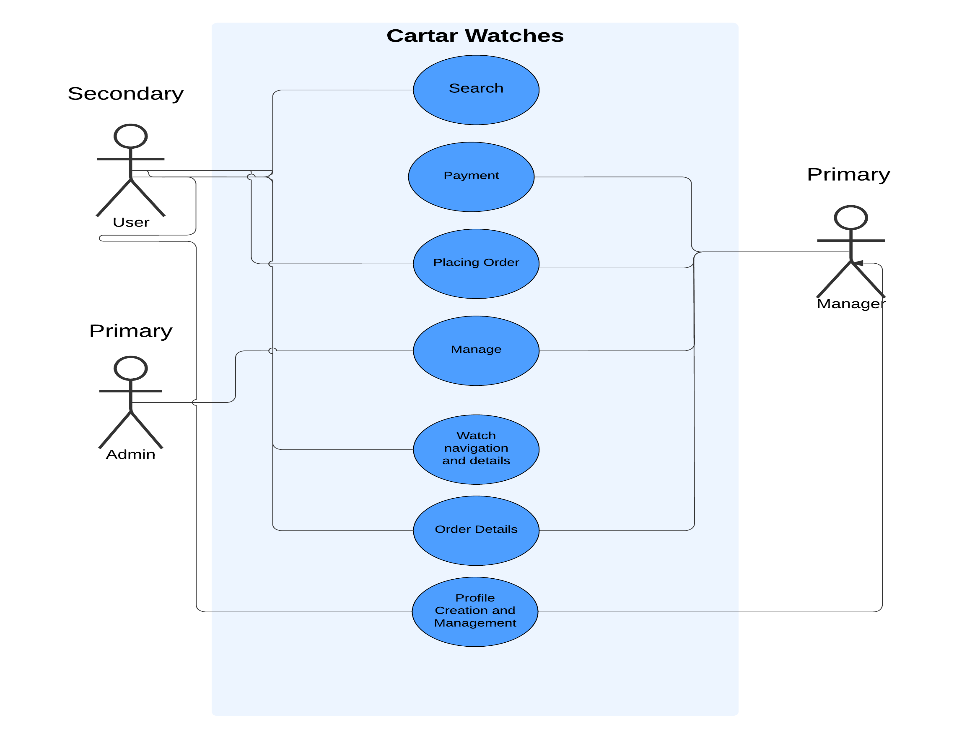 Cartar Watches
Secondary
User
Primary
Admin
Search
Payment
Placing Order
Manage
Watch
navigation
and details
Order Details
Profile
Creation and
Management
Primary
Manager